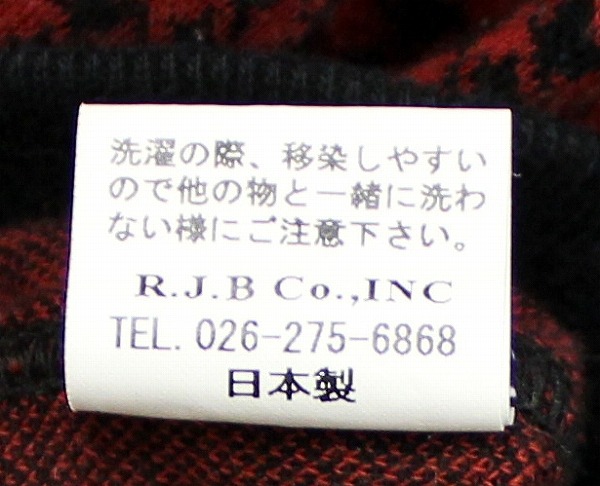 洗濯の際、移染しやすい
ので他の物と一緒に洗わ
ない様にご注意下さい。
R.J.B Co.,INC
TEL. 026-275-6868
日本製